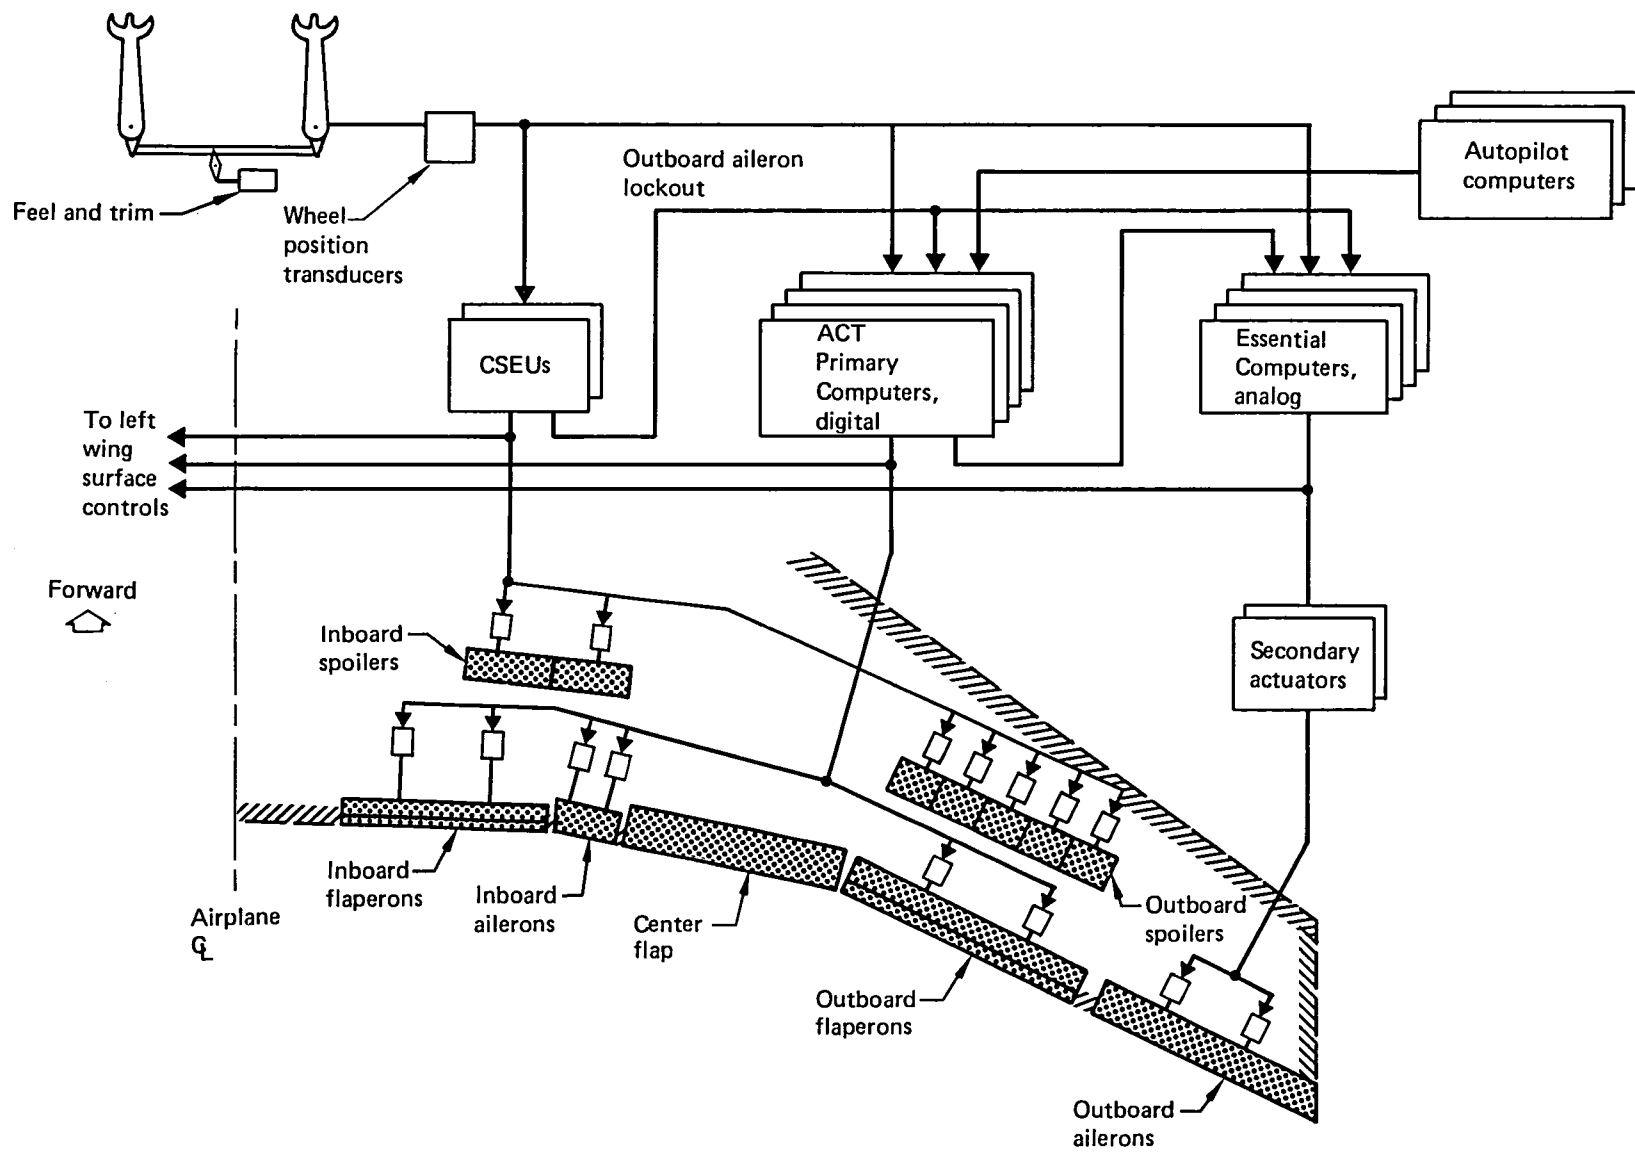 Feel and trim
Wheel
position
transducers
Outboard aileron
lockout
Autopilot
computers
CSEUs
ACT
Primary
Computers,
digital
Essential
Computers,
analog
To left
wing
surface
controls
Forward
Inboard
spoilers
Secondary
actuators
Inboard
flaperons
Inboard
ailerons
Center
flap
Outboard
spoilers
Airplane
℄
Outboard
flaperons
Outboard
ailerons